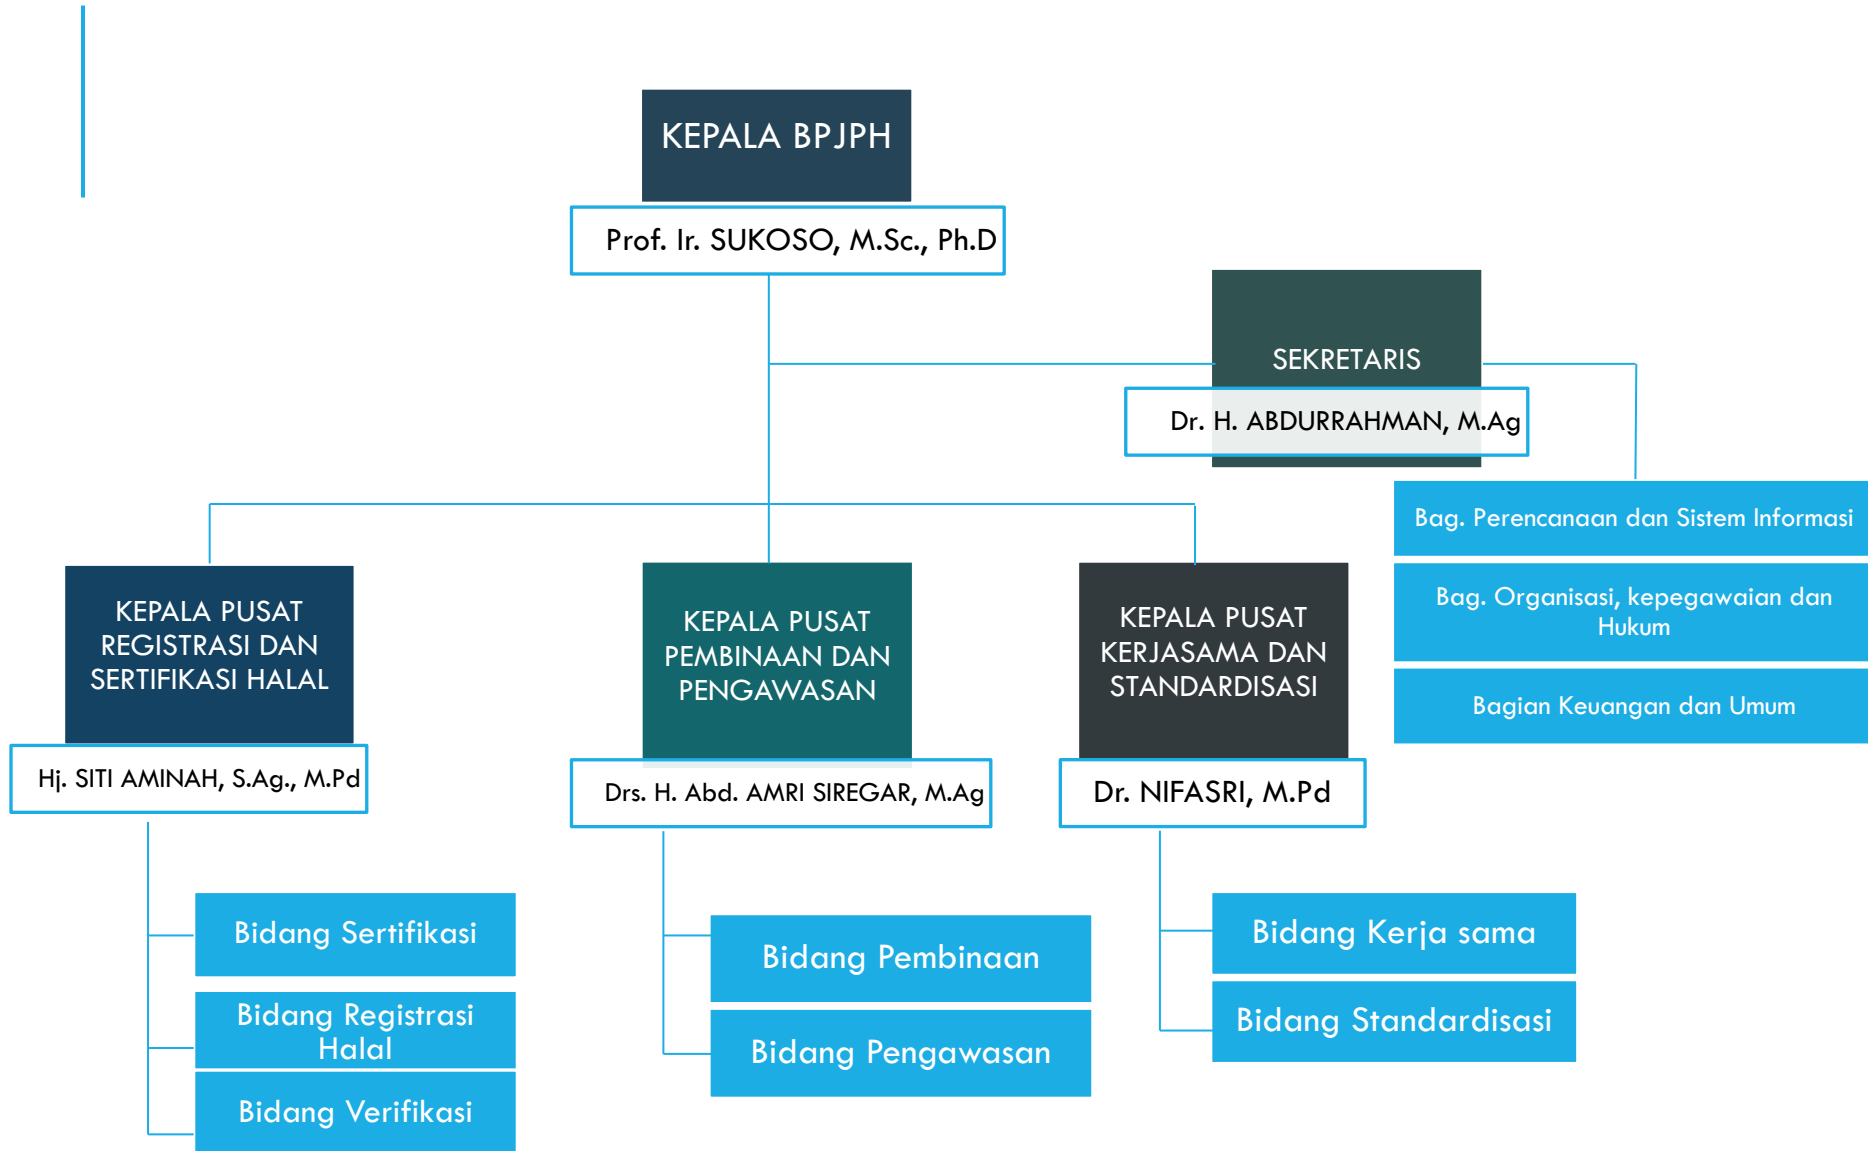 KEPALA BPJPH
Prof. Ir. SUKOSO, M.Sc., Ph.D
SEKRETARIS
Dr. H. ABDURRAHMAN, M.Ag
Bag. Perencanaan dan Sistem Informasi
Bag. Organisasi, kepegawaian dan
Hukum
Bagian Keuangan dan Umum
KEPALA PUSAT
REGISTRASI DAN
SERTIFIKASI HALAL
Hj. SITI AMINAH, S.Ag., M.Pd
Bidang Sertifikasi
Bidang Registrasi
Halal
Bidang Verifikasi
KEPALA PUSAT
PEMBINAAN DAN
PENGAWASAN
Drs. H. Abd. AMRI SIREGAR, M.Ag
Bidang Pembinaan
Bidang Pengawasan
KEPALA PUSAT
KERJASAMA DAN
STANDARDISASI
Dr. NIFASRI, M.Pd
Bidang Kerja sama
Bidang Standardisasi